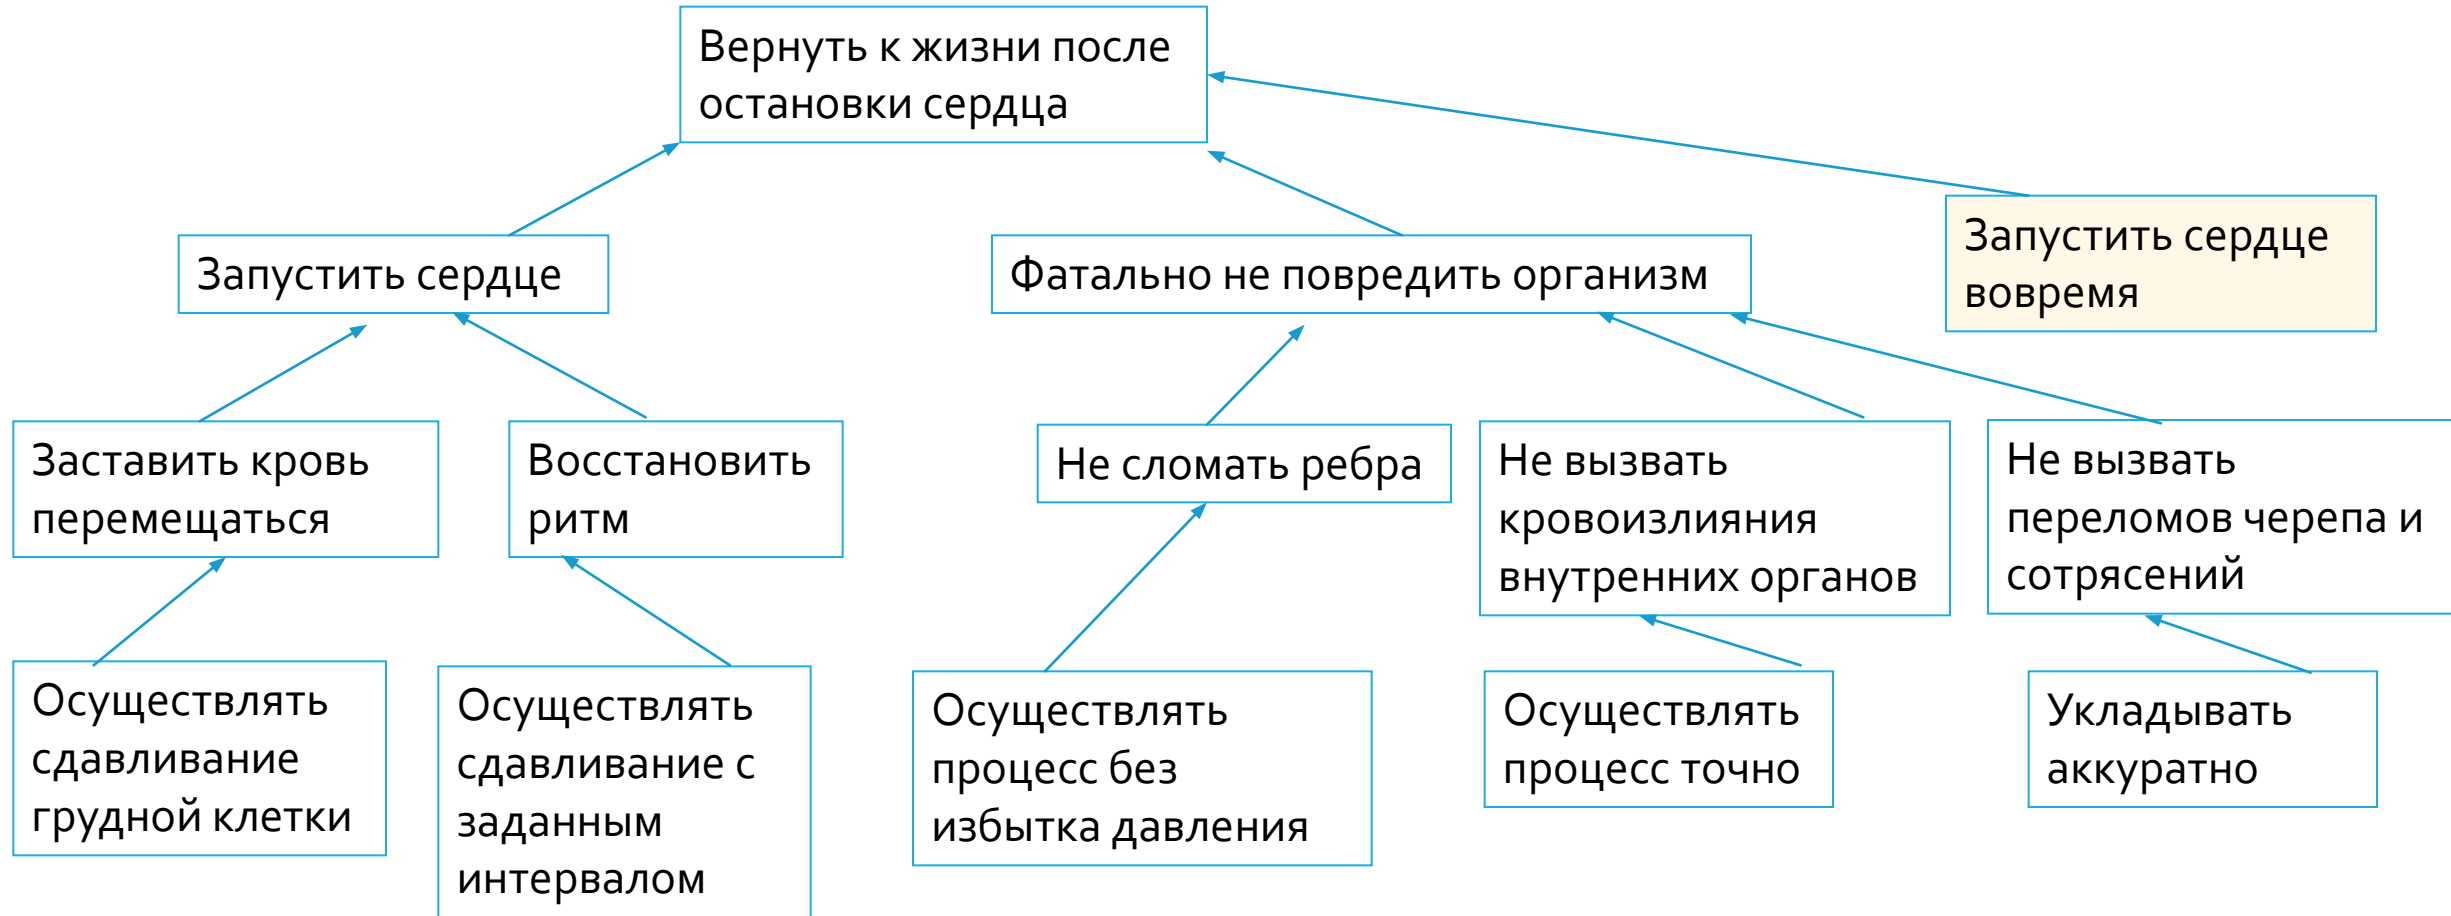 Вернуть к жизни после
остановки сердца
Запустить сердце
Фатально не повредить организм
Запустить сердце
вовремя
Заставить кровь
перемещаться
Восстановить
ритм
Не сломать ребра
Не вызвать
кровоизлияния
внутренних органов
Не вызвать
переломов черепа и
сотрясений
Осуществлять
сдавливание
грудной клетки
Осуществлять
сдавливание с
заданным
интервалом
Осуществлять
процесс без
избытка давления
Осуществлять
процесс точно
Укладывать
аккуратно